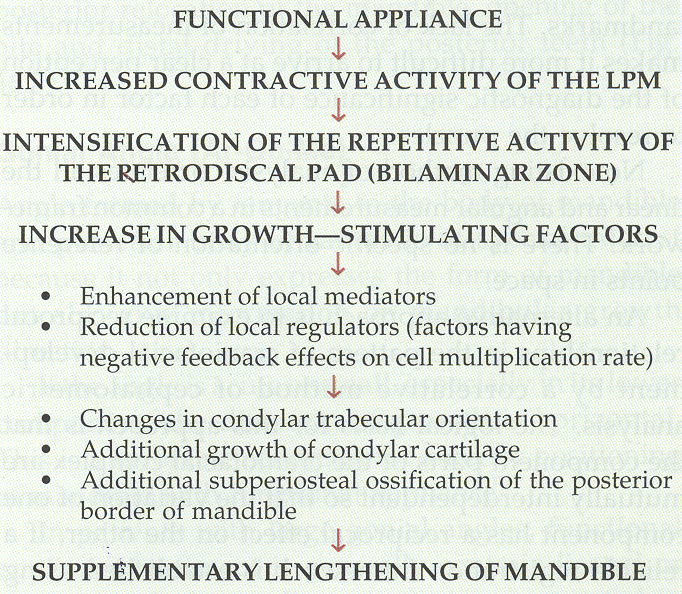 FUNCTIONAL APPLIANCE
↓
INCREASED CONTRACTIVE ACTIVITY OF THE LPM
↓
INTENSIFICATION OF THE REPETITIVE ACTIVITY OF
THE RETRODISCAL PAD (BILAMINAR ZONE)
↓
INCREASE IN GROWTH—STIMULATING FACTORS
↓
• Enhancement of local mediators
• Reduction of local regulators (factors having
negative feedback effects on cell multiplication rate)
↓
• Changes in condylar trabecular orientation
• Additional growth of condylar cartilage
• Additional subperiosteal ossification of the posterior
border of mandible
↓
SUPPLEMENTARY LENGTHENING OF MANDIBLE